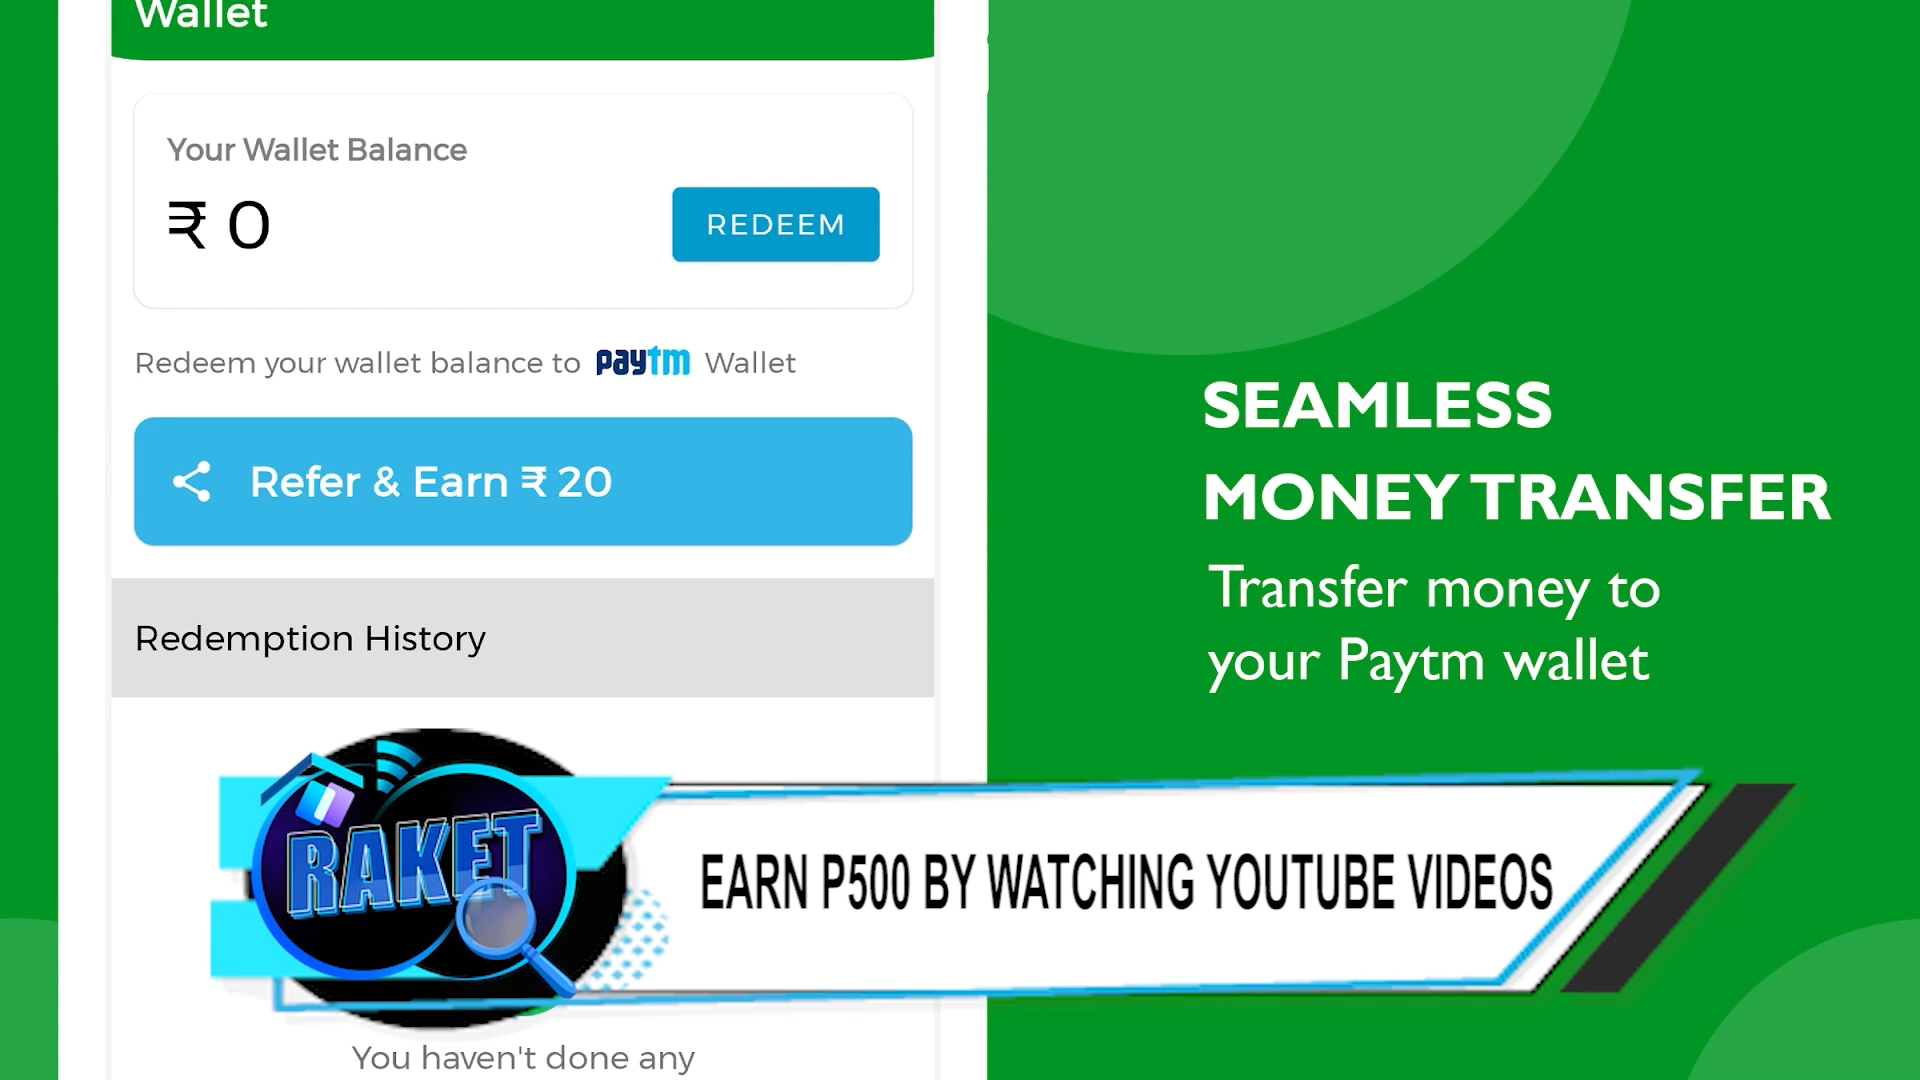 Wallet
Your Wallet Balance
₹ 0
REDEEM
Redeem your wallet balance to paytm Wallet
Refer & Earn ₹ 20
Redemption History
You haven't done any
SEAMLESS
MONEY TRANSFER
Transfer money to
your Paytm wallet
RAKET
EARN P500 BY WATCHING YOUTUBE VIDEOS